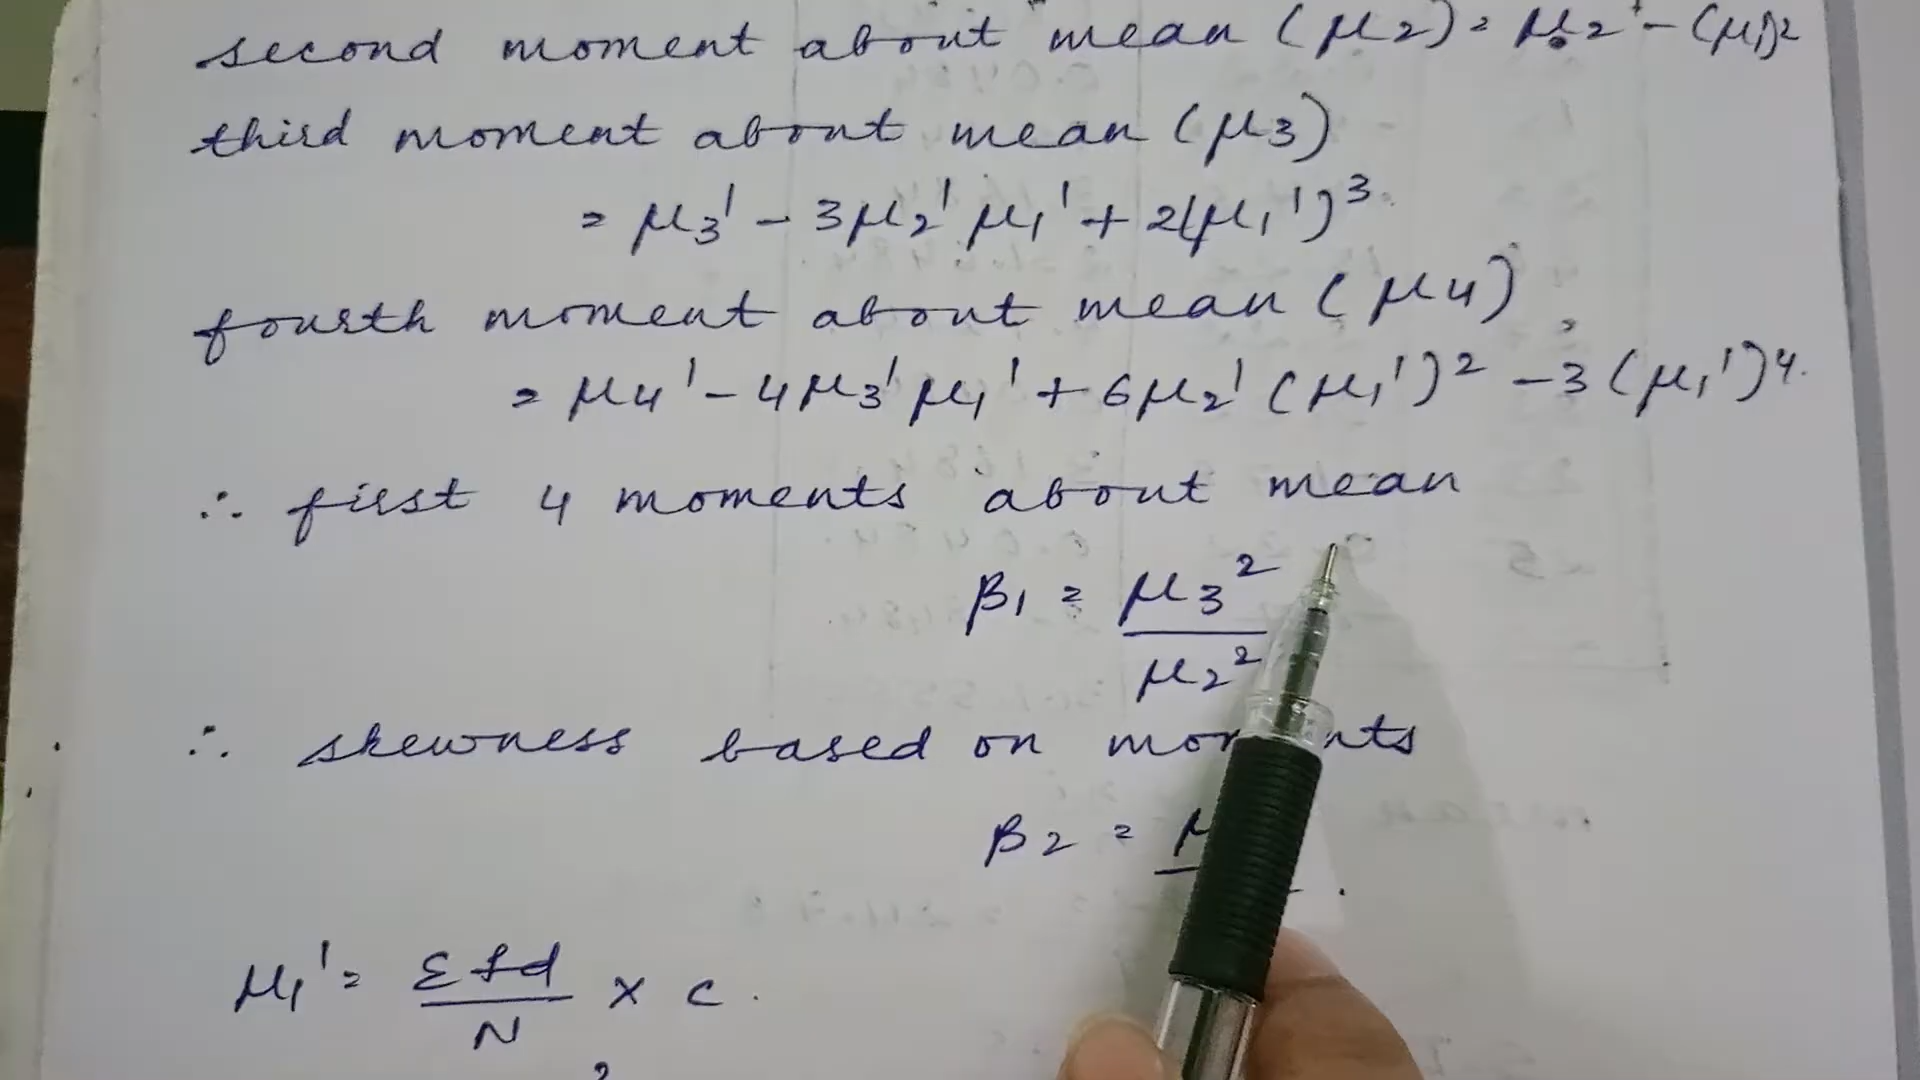 second moment about mean (μ2) = μ2' - (μ1)2
third moment about mean (μ3)
= μ3' - 3μ2' μ1' + 2(μ1')3.
fourth moment about mean (μ4)
= μ4' - 4μ3' μ1' + 6μ2' (μ1')2 - 3(μ1')4.
∴ first 4 moments about mean
β1 = μ3²
μ2²
∴ skewness based on
β2 = μ
μ1' = Σfd × c.
N
2